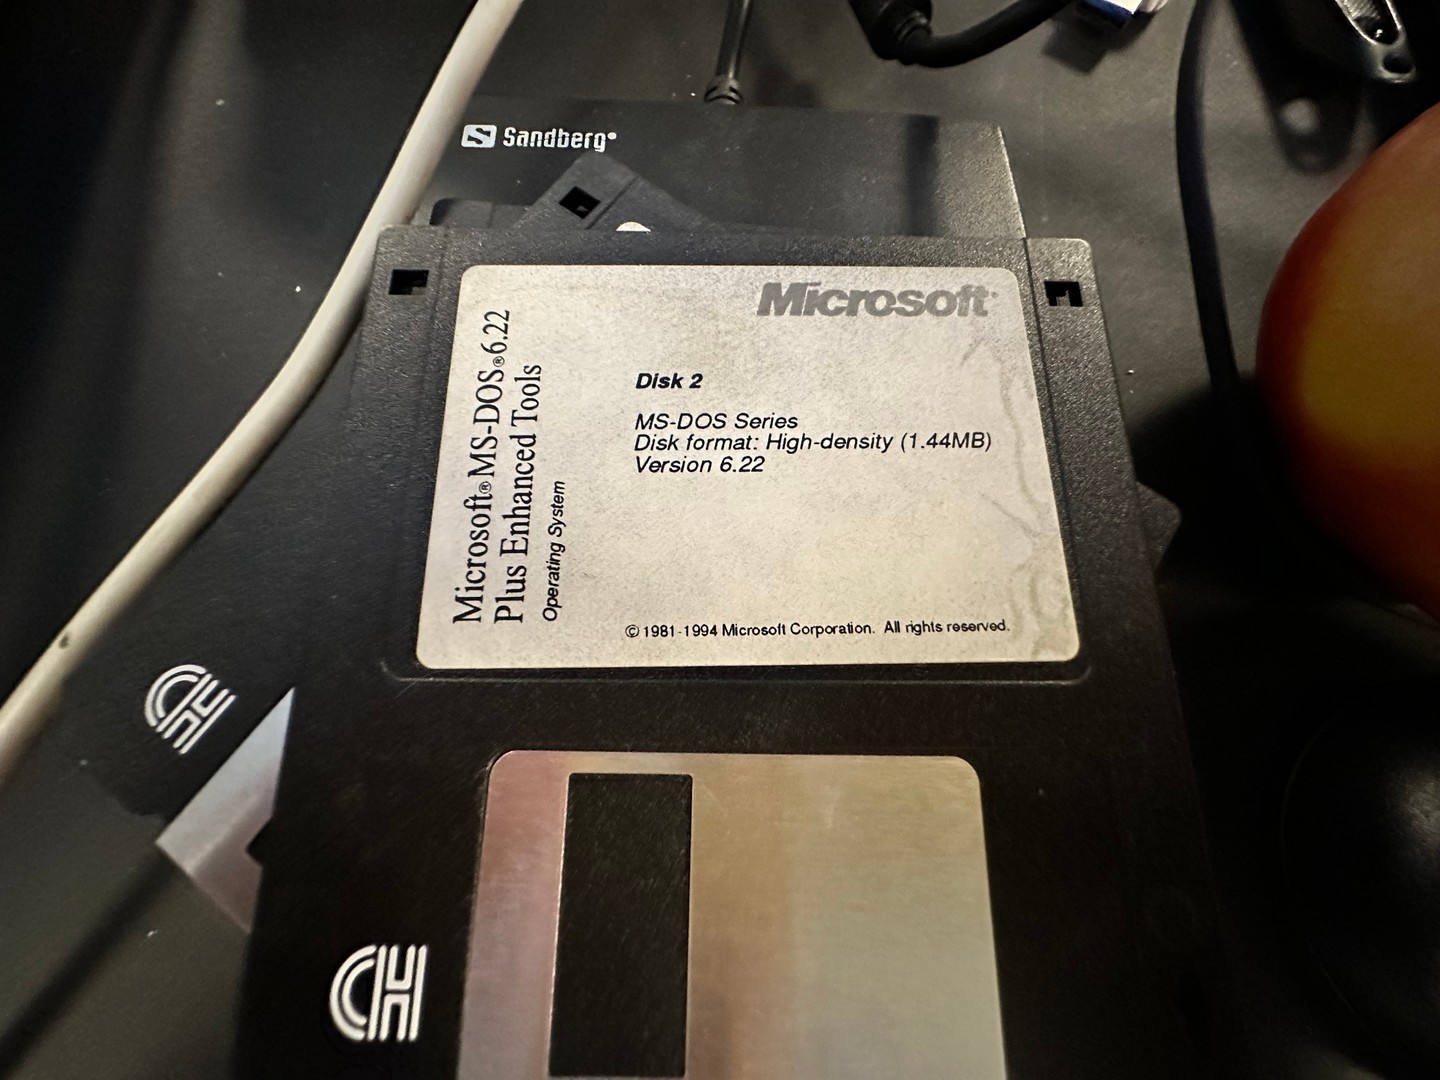 Sandberg
Microsoft
Microsoft® MS-DOS® 6.22
Plus Enhanced Tools
Operating System
Disk 2
MS-DOS Series
Disk format: High-density (1.44MB)
Version 6.22
© 1981-1994 Microsoft Corporation. All rights reserved.